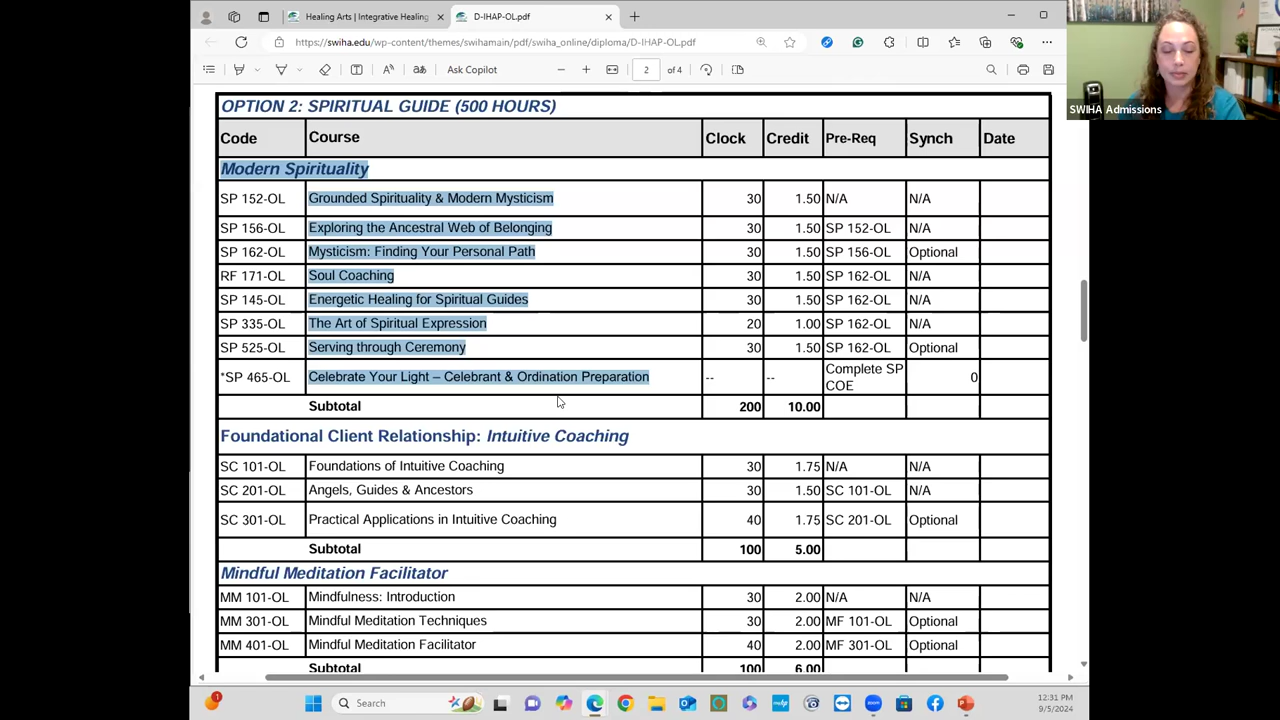 Healing Arts | Integrative Healing
D-IHAP-OL.pdf
https://swiha.edu/wp-content/themes/swihamain/pdf/swiha_online/diploma/D-IHAP-OL.pdf
Ask Copilot
2 of 4
SWIHA Admissions
OPTION 2: SPIRITUAL GUIDE (500 HOURS)
Code Course Clock Credit Pre-Req Synch Date
Modern Spirituality
SP 152-OL Grounded Spirituality & Modern Mysticism 30 1.50 N/A N/A
SP 156-OL Exploring the Ancestral Web of Belonging 30 1.50 SP 152-OL N/A
SP 162-OL Mysticism: Finding Your Personal Path 30 1.50 SP 156-OL Optional
RF 171-OL Soul Coaching 30 1.50 SP 162-OL N/A
SP 145-OL Energetic Healing for Spiritual Guides 30 1.50 SP 162-OL N/A
SP 335-OL The Art of Spiritual Expression 20 1.00 SP 162-OL N/A
SP 525-OL Serving through Ceremony 30 1.50 SP 162-OL Optional
*SP 465-OL Celebrate Your Light – Celebrant & Ordination Preparation -- -- Complete SP COE 0
Subtotal 200 10.00
Foundational Client Relationship: Intuitive Coaching
SC 101-OL Foundations of Intuitive Coaching 30 1.75 N/A N/A
SC 201-OL Angels, Guides & Ancestors 30 1.50 SC 101-OL N/A
SC 301-OL Practical Applications in Intuitive Coaching 40 1.75 SC 201-OL Optional
Subtotal 100 5.00
Mindful Meditation Facilitator
MM 101-OL Mindfulness: Introduction 30 2.00 N/A N/A
MM 301-OL Mindful Meditation Techniques 30 2.00 MF 101-OL Optional
MM 401-OL Mindful Meditation Facilitator 40 2.00 MF 301-OL Optional
Subtotal 100 6.00
1
Search
zoom
12:31 PM
9/5/2024